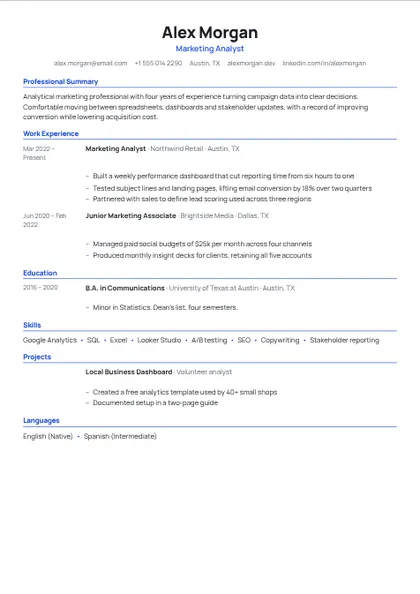 Alex Morgan
Marketing Analyst
alex.morgan@email.com +1 555 014 2290 Austin, TX alexmorgan.dev linkedin.com/in/alexmorgan
Professional Summary
Analytical marketing professional with four years of experience turning campaign data into clear decisions.
Comfortable moving between spreadsheets, dashboards and stakeholder updates, with a record of improving
conversion while lowering acquisition cost.
Work Experience
Mar 2022 – Present
Marketing Analyst · Northwind Retail · Austin, TX
– Built a weekly performance dashboard that cut reporting time from six hours to one
– Tested subject lines and landing pages, lifting email conversion by 18% over two quarters
– Partnered with sales to define lead scoring used across three regions
Jun 2020 – Feb 2022
Junior Marketing Associate · Brightside Media · Dallas, TX
– Managed paid social budgets of $25k per month across four channels
– Produced monthly insight decks for clients, retaining all five accounts
Education
2016 – 2020
B.A. in Communications · University of Texas at Austin · Austin, TX
– Minor in Statistics. Dean's list, four semesters.
Skills
Google Analytics • SQL • Excel • Looker Studio • A/B testing • SEO • Copywriting • Stakeholder reporting
Projects
Local Business Dashboard · Volunteer analyst
– Created a free analytics template used by 40+ small shops
– Documented setup in a two-page guide
Languages
English (Native) • Spanish (Intermediate)